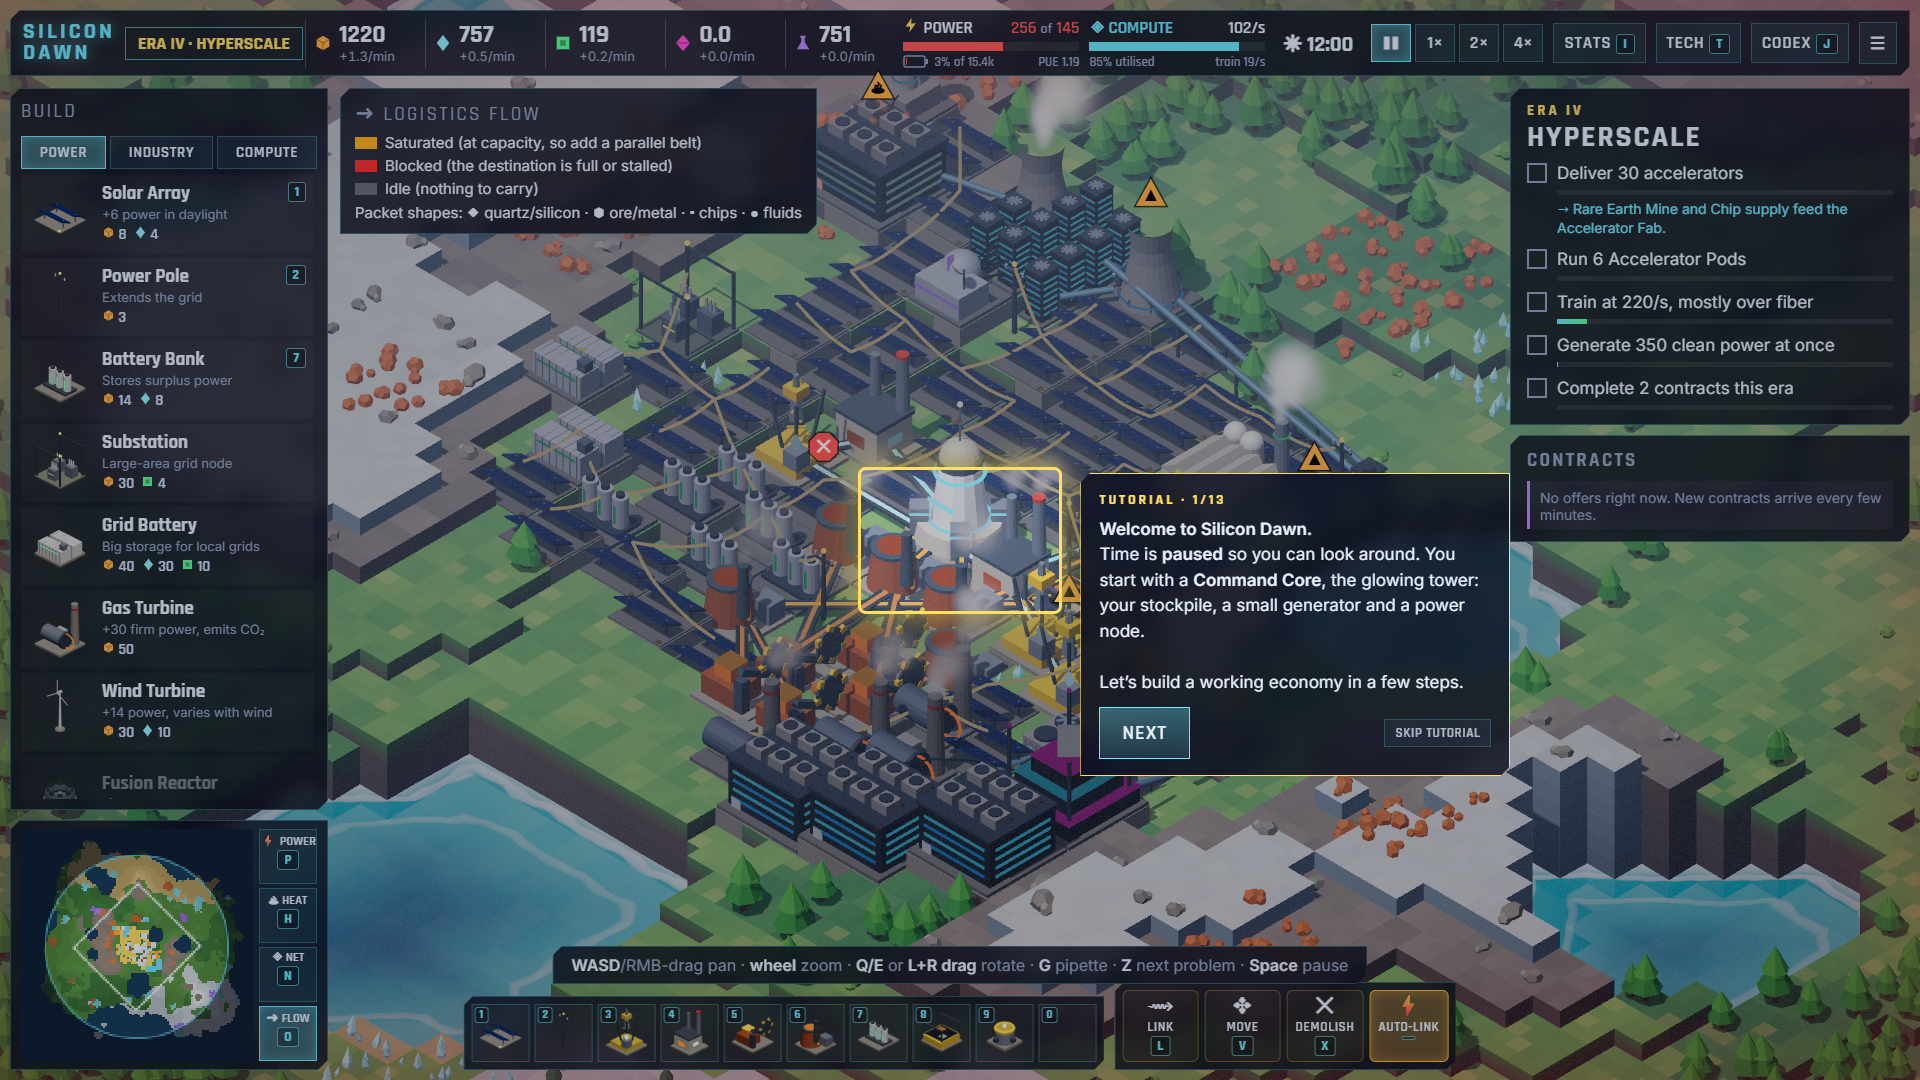 SILICON
DAWN
ERA IV · HYPERSCALE
1220
+1.3/min
757
+0.5/min
119
+0.2/min
0.0
+0.0/min
751
+0.0/min
POWER
256 of 145
3% of 15.4k
PUE 1.19
COMPUTE
102/s
85% utilised
train 19/s
12:00
1×
2×
4×
STATS I
TECH T
CODEX J
BUILD
POWER
INDUSTRY
COMPUTE
Solar Array
1
+6 power in daylight
8 4
Power Pole
2
Extends the grid
3
Battery Bank
7
Stores surplus power
14 8
Substation
Large-area grid node
30 4
Grid Battery
Big storage for local grids
40 30 10
Gas Turbine
+30 firm power, emits CO₂
50
Wind Turbine
+14 power, varies with wind
30 10
Fusion Reactor
→ LOGISTICS FLOW
Saturated (at capacity, so add a parallel belt)
Blocked (the destination is full or stalled)
Idle (nothing to carry)
Packet shapes: ◆ quartz/silicon · ⬢ ore/metal · ▪ chips · ● fluids
ERA IV
HYPERSCALE
Deliver 30 accelerators
→ Rare Earth Mine and Chip supply feed the
Accelerator Fab.
Run 6 Accelerator Pods
Train at 220/s, mostly over fiber
Generate 350 clean power at once
Complete 2 contracts this era
CONTRACTS
No offers right now. New contracts arrive every few
minutes.
TUTORIAL · 1/13
Welcome to Silicon Dawn.
Time is paused so you can look around. You
start with a Command Core, the glowing tower:
your stockpile, a small generator and a power
node.
Let's build a working economy in a few steps.
NEXT
SKIP TUTORIAL
POWER
P
HEAT
H
NET
N
→ FLOW
O
WASD/RMB-drag pan · wheel zoom · Q/E or L+R drag rotate · G pipette · Z next problem · Space pause
1 2 3 4 5 6 7 8 9 0
LINK
L
MOVE
V
DEMOLISH
X
AUTO-LINK